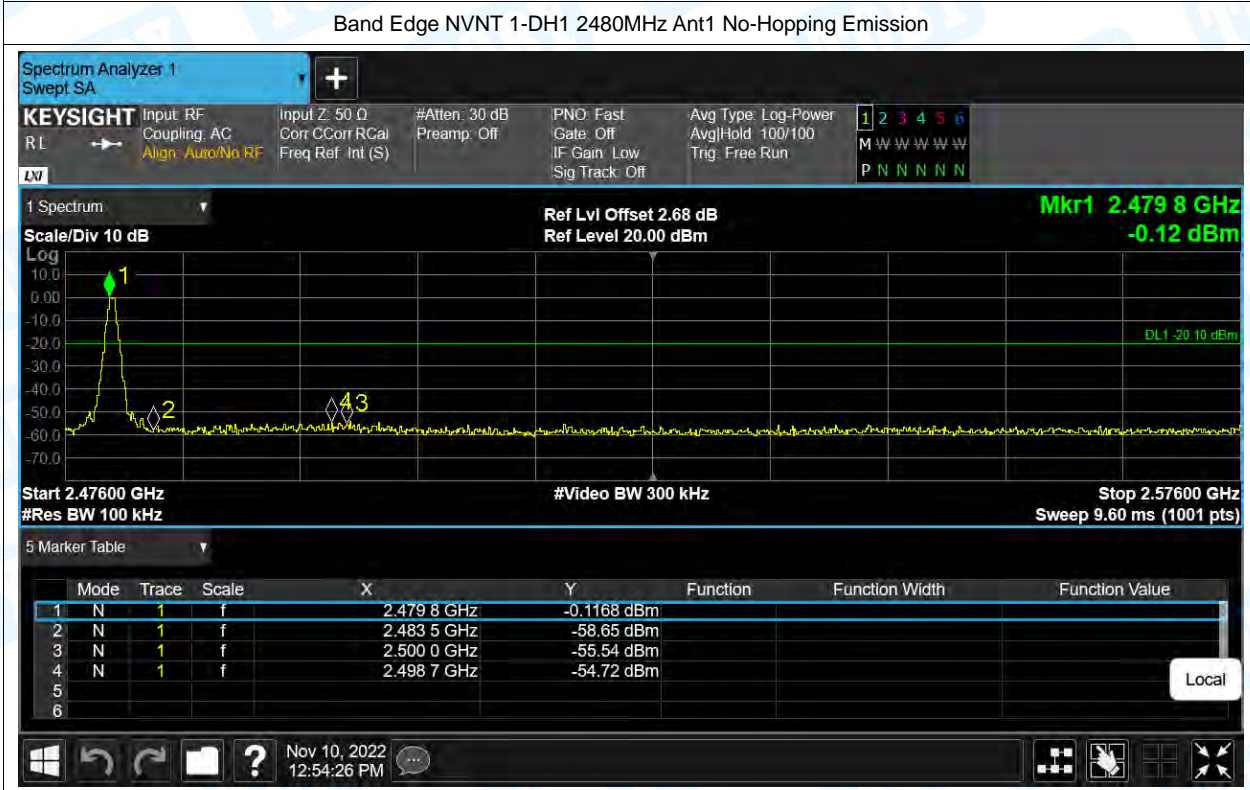 Band Edge NVNT 1-DH1 2480MHz Ant1 No-Hopping Emission
Spectrum Analyzer 1
Swept SA
+
KEYSIGHT Input: RF Input Z: 50 Ω #Atten: 30 dB PNO: Fast Avg Type: Log-Power 1 2 3 4 5 6
RL Coupling: AC Corr CCorr RCal Preamp: Off Gate: Off Avg|Hold: 100/100 M W W W W W
Align: Auto/No RF Freq Ref: Int (S) IF Gain: Low Trig: Free Run
LXI Sig Track: Off P N N N N N
1 Spectrum Ref Lvl Offset 2.68 dB Mkr1 2.479 8 GHz
Scale/Div 10 dB Ref Level 20.00 dBm -0.12 dBm
Log
10.0
1
0.00
-10.0
-20.0 DL1 -20.10 dBm
-30.0
-40.0
-50.0 2 4 3
-60.0
-70.0
Start 2.47600 GHz #Video BW 300 kHz Stop 2.57600 GHz
#Res BW 100 kHz Sweep 9.60 ms (1001 pts)
5 Marker Table
Mode Trace Scale X Y Function Function Width Function Value
1 N 1 f 2.479 8 GHz -0.1168 dBm
2 N 1 f 2.483 5 GHz -58.65 dBm
3 N 1 f 2.500 0 GHz -55.54 dBm
4 N 1 f 2.498 7 GHz -54.72 dBm
5
6
Local
? Nov 10, 2022
12:54:26 PM